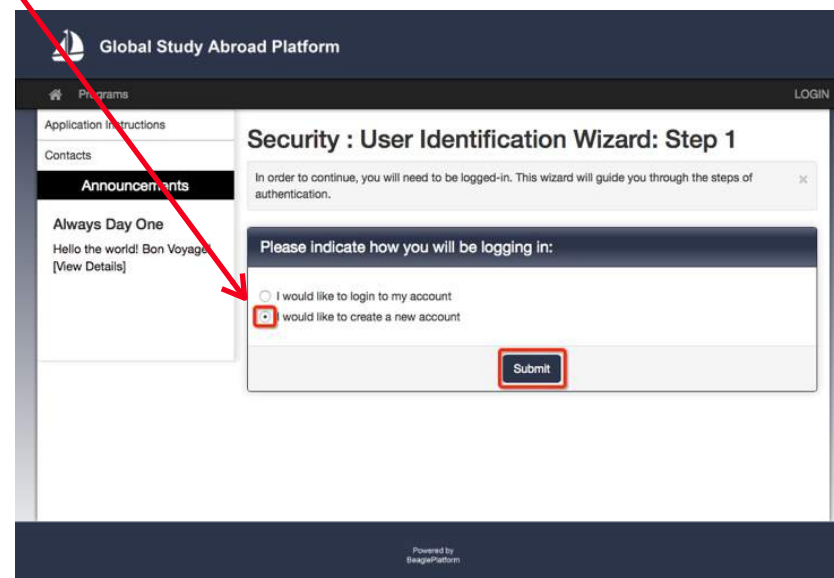 Global Study Abroad Platform
Programs
LOGIN
Application Instructions
Contacts
Announcements
Always Day One
Hello the world! Bon Voyage!
[View Details]
Security : User Identification Wizard: Step 1
In order to continue, you will need to be logged-in. This wizard will guide you through the steps of
authentication.
×
Please indicate how you will be logging in:
I would like to login to my account
I would like to create a new account
Submit
Powered by
BeaglePlatform